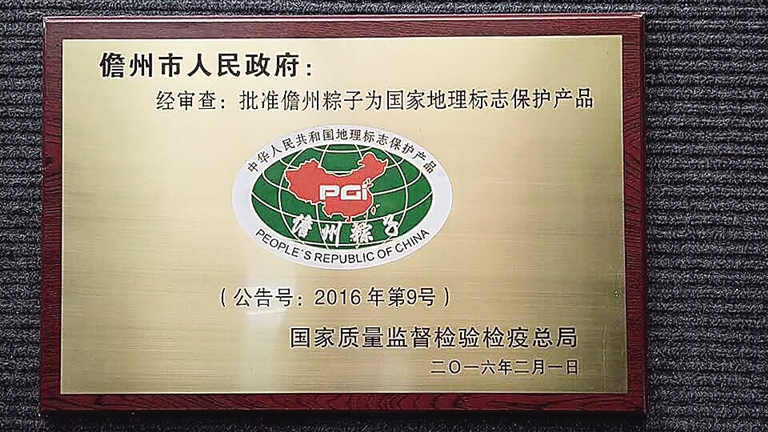 儋州市人民政府：
经审查：批准儋州粽子为国家地理标志保护产品
中华人民共和国地理标志保护产品
PGI
儋州粽子
PEOPLE'S REPUBLIC OF CHINA
（公告号：2016年第9号）
国家质量监督检验检疫总局
二〇一六年二月一日